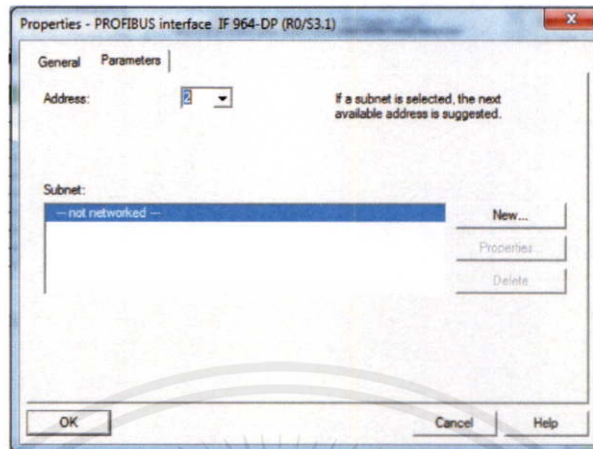 Properties - PROFIBUS interface IF 964-DP (R0/S3.1)
General Parameters
Address:
2
If a subnet is selected, the next
available address is suggested.
Subnet:
--- not networked ---
New...
Properties...
Delete
OK
Cancel
Help